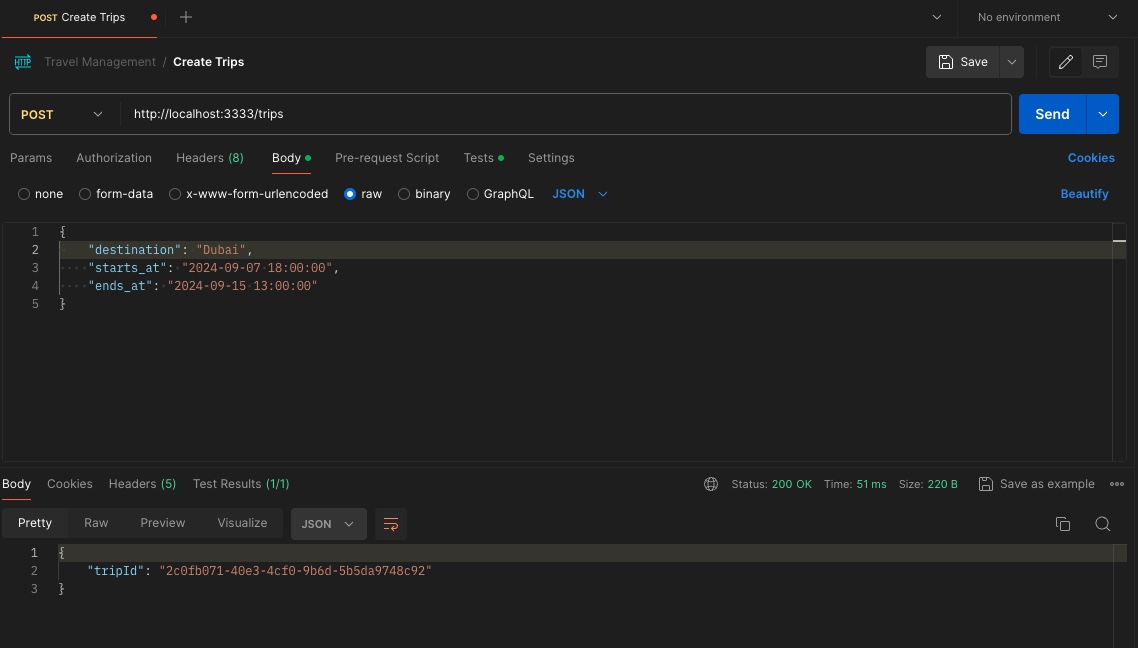 POST Create Trips
No environment
HTTP Travel Management / Create Trips
Save
POST http://localhost:3333/trips
Send
Params Authorization Headers (8) Body Pre-request Script Tests Settings Cookies
none form-data x-www-form-urlencoded raw binary GraphQL JSON Beautify
1 {
2 "destination": "Dubai",
3 "starts_at": "2024-09-07 18:00:00",
4 "ends_at": "2024-09-15 13:00:00"
5 }
Body Cookies Headers (5) Test Results (1/1) Status: 200 OK Time: 51 ms Size: 220 B Save as example
Pretty Raw Preview Visualize JSON
1 {
2 "tripId": "2c0fb071-40e3-4cf0-9b6d-5b5da9748c92"
3 }